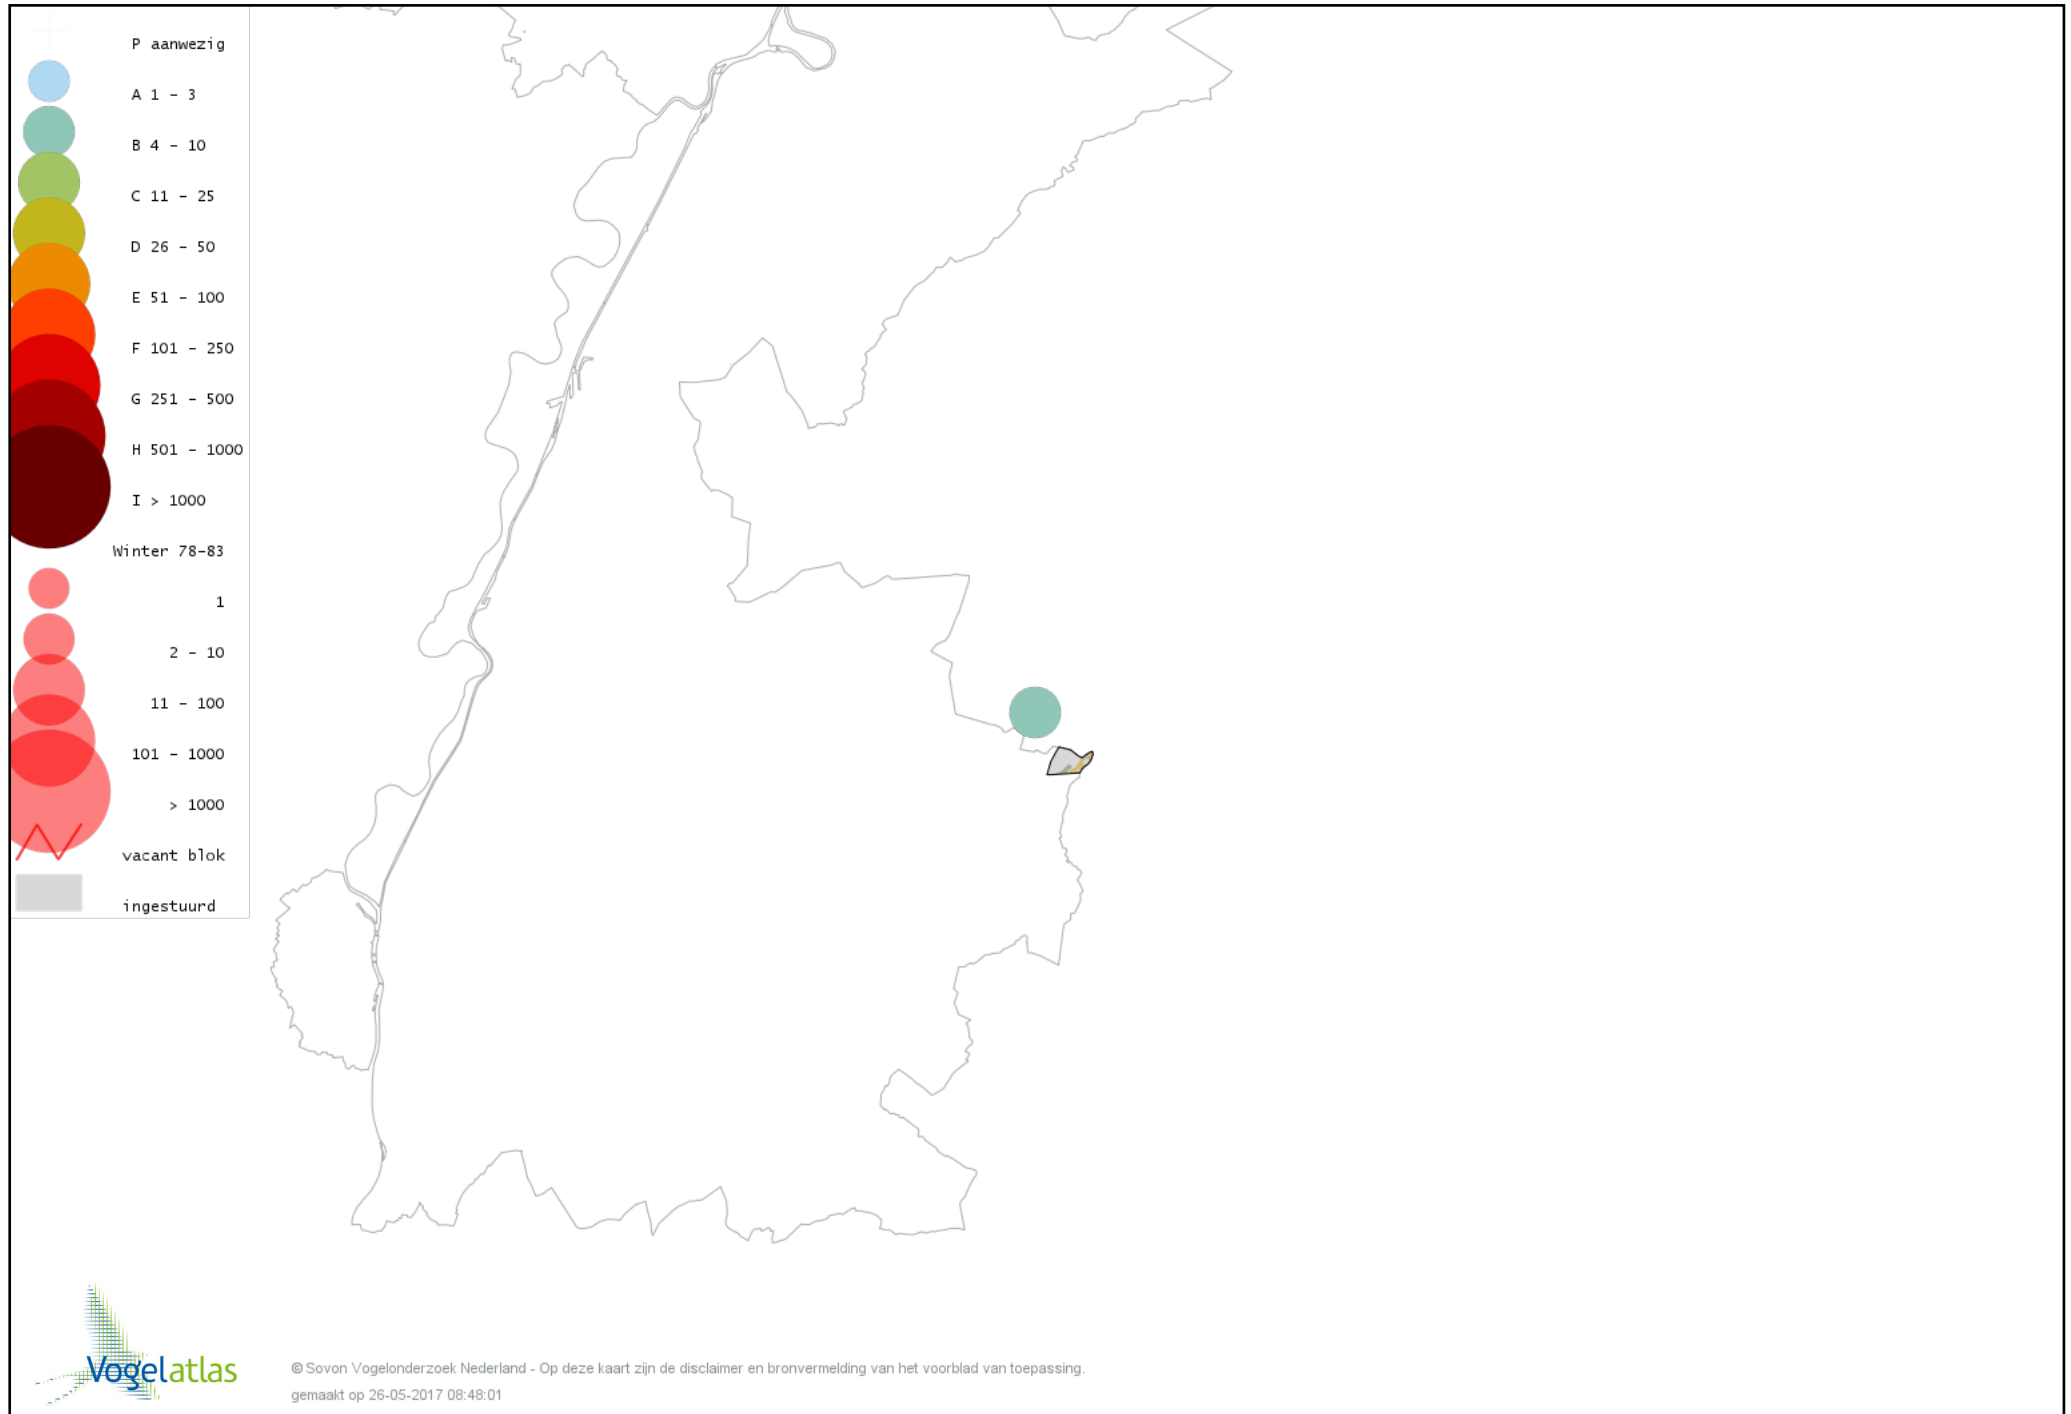 P aanwezig
A 1 - 3
B 4 - 10
C 11 - 25
D 26 - 50
E 51 - 100
F 101 - 250
G 251 - 500
H 501 - 1000
I > 1000
Winter 78-83
1
2 - 10
11 - 100
101 - 1000
> 1000
vacant blok
ingestuurd
Vogelatlas
© Sovon Vogelonderzoek Nederland - Op deze kaart zijn de disclaimer en bronvermelding van het voorblad van toepassing.
gemaakt op 26-05-2017 08:48:01